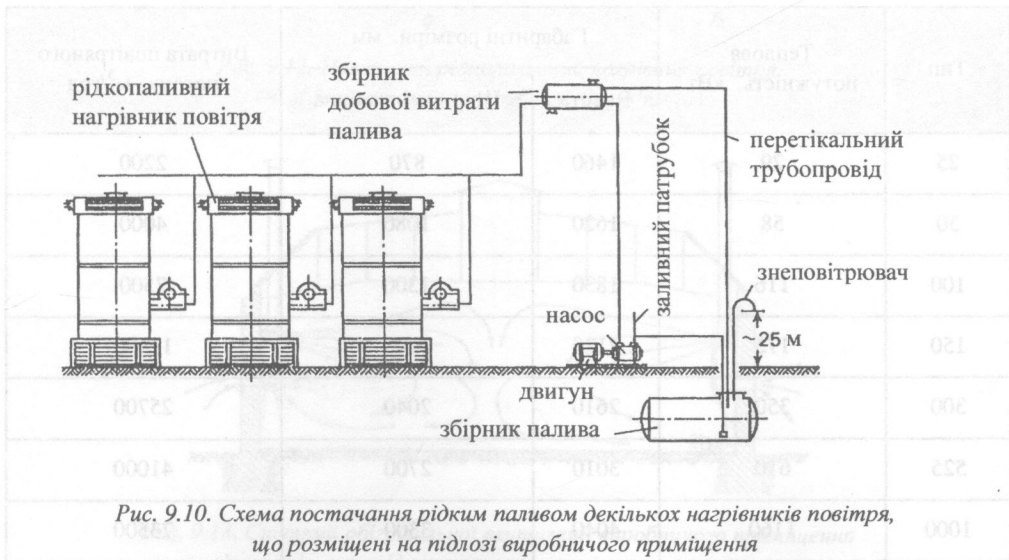 рідкопаливний
нагрівник повітря
збірник
добової витрати
палива
заливний патрубок
перетікальний
трубопровід
знеповітрювач
~25 м
насос
двигун
збірник палива
Рис. 9.10. Схема постачання рідким паливом декількох нагрівників повітря,
що розміщені на підлозі виробничого приміщення